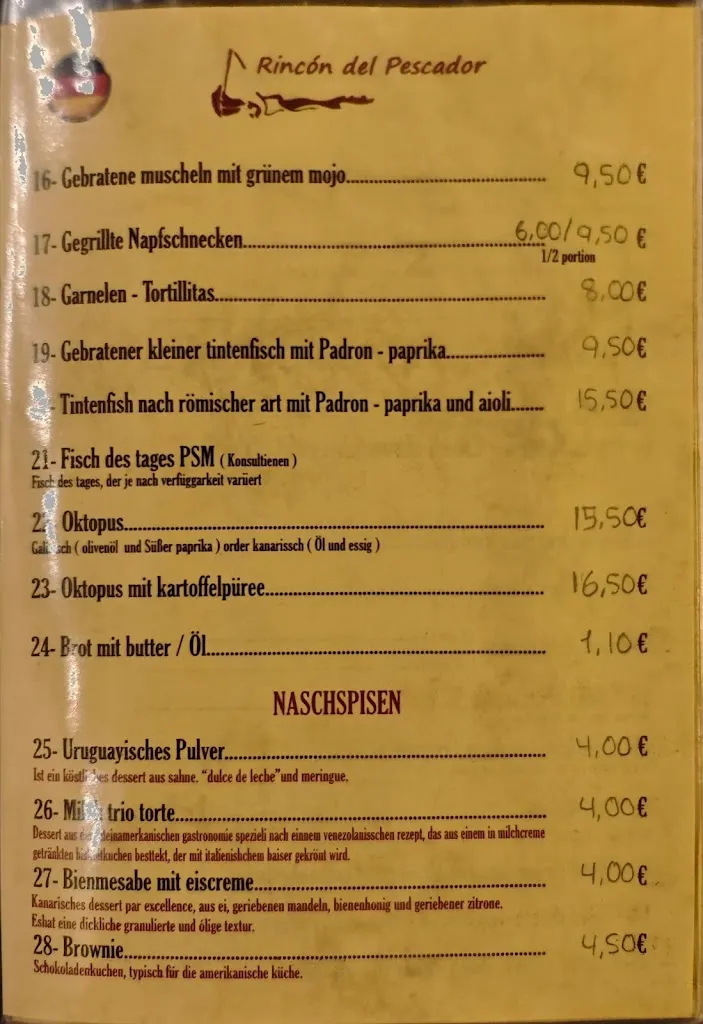 Rincón del Pescador
16- Gebratene muscheln mit grünem mojo.......... 9,50€
17- Gegrillte Napfschnecken.......... 6,00/9,50 €
1/2 portion
18- Garnelen - Tortillitas.......... 8,00€
19- Gebratener kleiner tintenfisch mit Padron - paprika.......... 9,50€
- Tintenfish nach römischer art mit Padron - paprika und aioli....... 15,50€
21- Fisch des tages PSM ( Konsultienen )
Fisch des tages, der je nach verfüggarkeit variiert
22 Oktopus.......... 15,50€
( olivenöl und Süßer paprika ) order kanarissch ( Öl und essig )
23- Oktopus mit kartoffelpüree.......... 16,50€
24- Brot mit butter / Öl.......... 1,10€
NASCHSPISEN
25- Uruguayisches Pulver.......... 4,00€
Ist ein dessert aus sahne. "dulce de leche"und meringue.
26- trio torte.......... 4,00€
Dessert aus gastronomie spezieli nach einnem venezolanisschen rezept, das aus einem in milchcreme
getränkten besttekt, der mit italienishchem baiser gekrönt wird.
27- Bienmesabe mit eiscreme.......... 4,00€
Kanarisches dessert par excellence, aus ei, geriebenen mandeln, bienenhonig und geriebener zitrone.
Eshat eine dickliche granulierte und ölige textur.
28- Brownie.......... 4,50€
Schokoladenkuchen, typisch für die amerikanische küche.